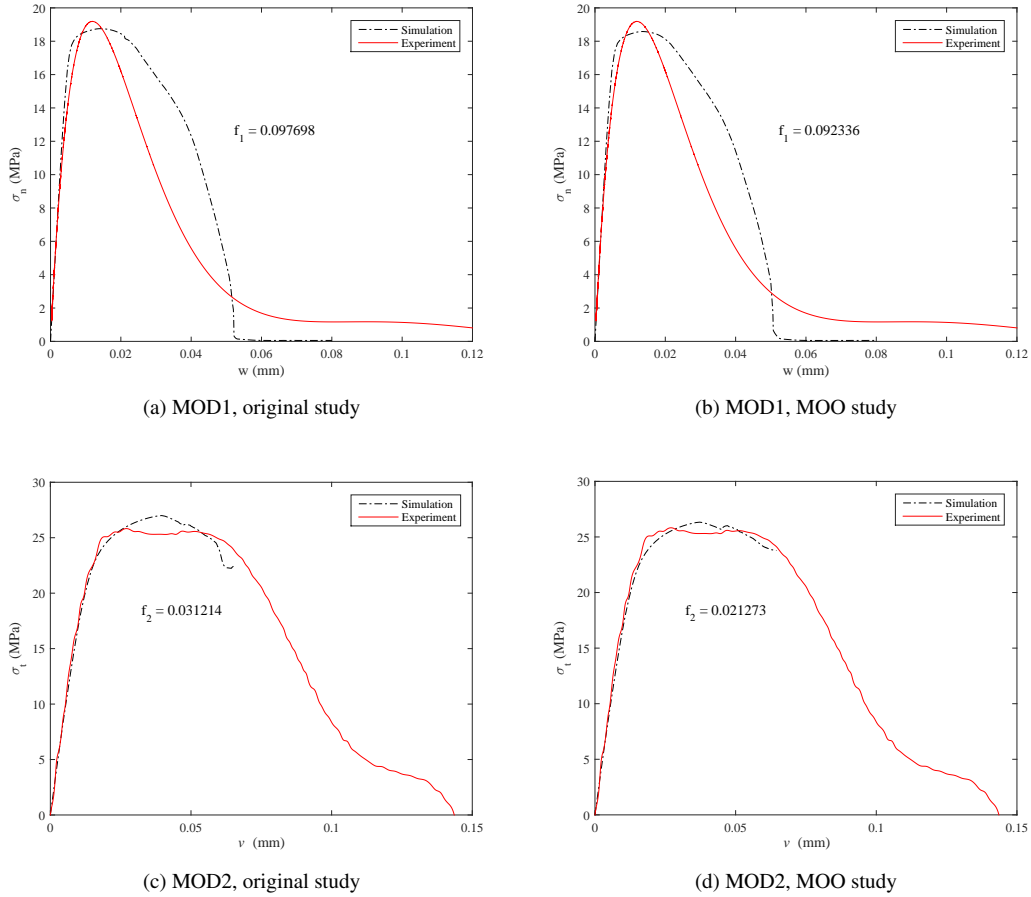 20
18
16
14
12
10
8
6
4
2
0
σn (MPa)
Simulation
Experiment
f1 = 0.097698
0 0.02 0.04 0.06 0.08 0.1 0.12
w (mm)
(a) MOD1, original study
20
18
16
14
12
10
8
6
4
2
0
σn (MPa)
Simulation
Experiment
f1 = 0.092336
0 0.02 0.04 0.06 0.08 0.1 0.12
w (mm)
(b) MOD1, MOO study
30
25
20
15
10
5
0
σt (MPa)
Simulation
Experiment
f2 = 0.031214
0 0.05 0.1 0.15
v (mm)
(c) MOD2, original study
30
25
20
15
10
5
0
σt (MPa)
Simulation
Experiment
f2 = 0.021273
0 0.05 0.1 0.15
v (mm)
(d) MOD2, MOO study